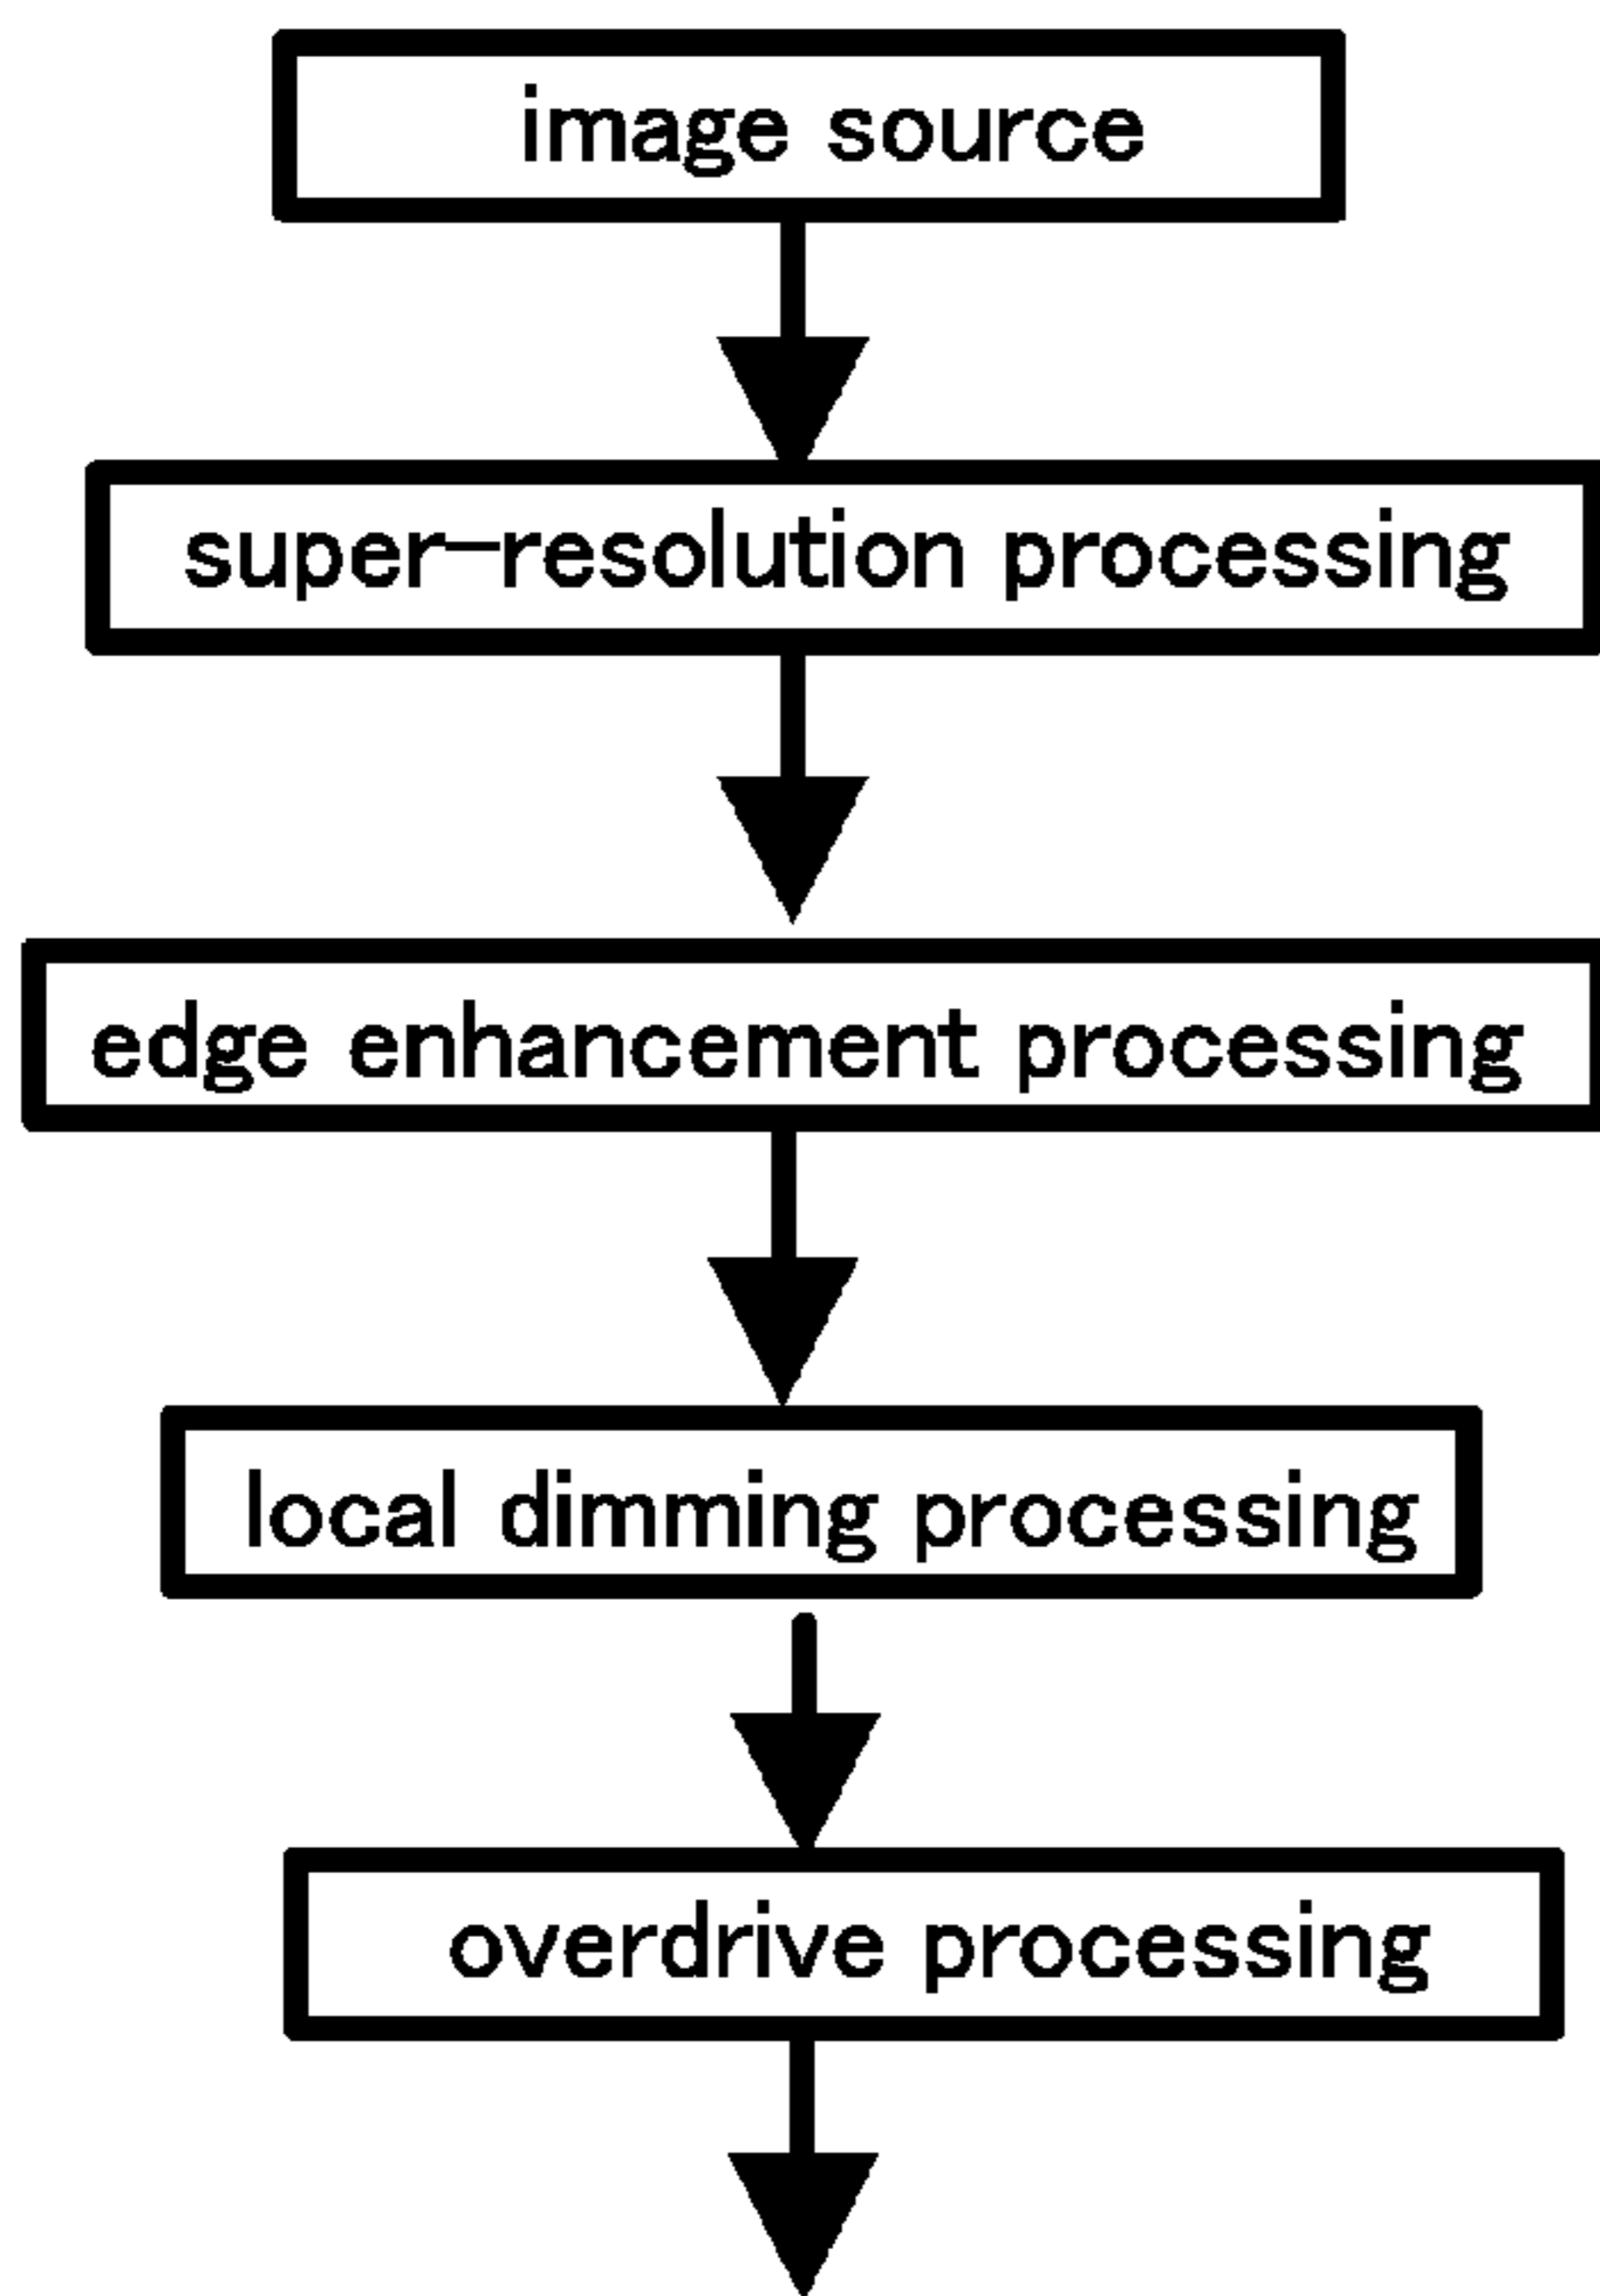 image source
super-resolution processing
edge enhancement processing
local dimming processing
overdrive processing